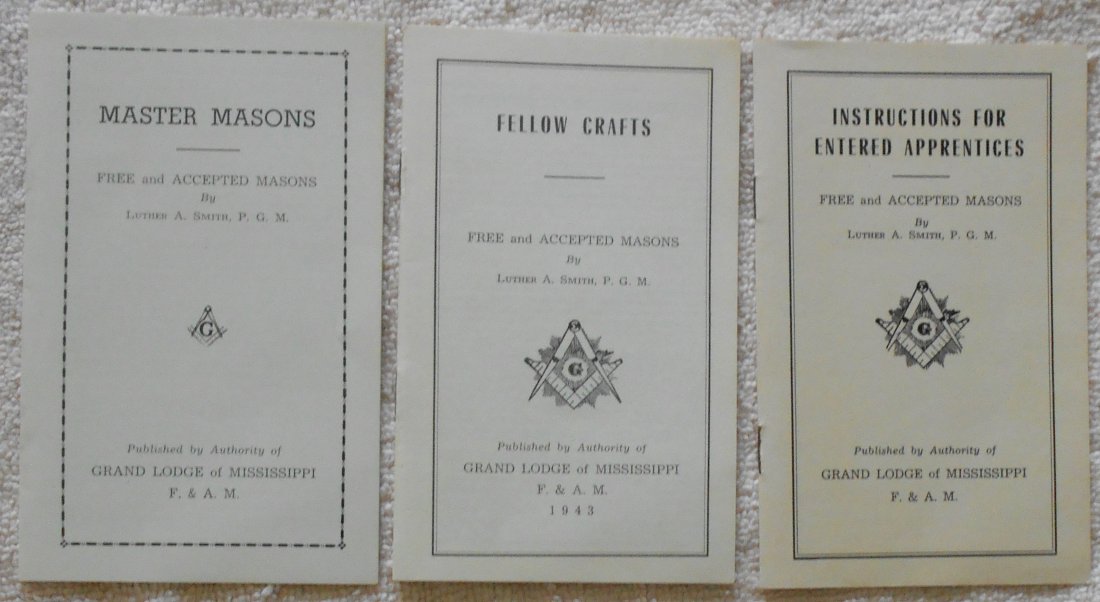 MASTER MASONS
FREE and ACCEPTED MASONS
By
LUTHER A. SMITH, P. G. M.
G
Published by Authority of
GRAND LODGE of MISSISSIPPI
F. & A. M.
FELLOW CRAFTS
FREE and ACCEPTED MASONS
By
LUTHER A. SMITH, P. G. M.
G
Published by Authority of
GRAND LODGE of MISSISSIPPI
F. & A. M.
1943
INSTRUCTIONS FOR
ENTERED APPRENTICES
FREE and ACCEPTED MASONS
By
LUTHER A. SMITH, P. G. M.
G
Published by Authority of
GRAND LODGE of MISSISSIPPI
F. & A. M.